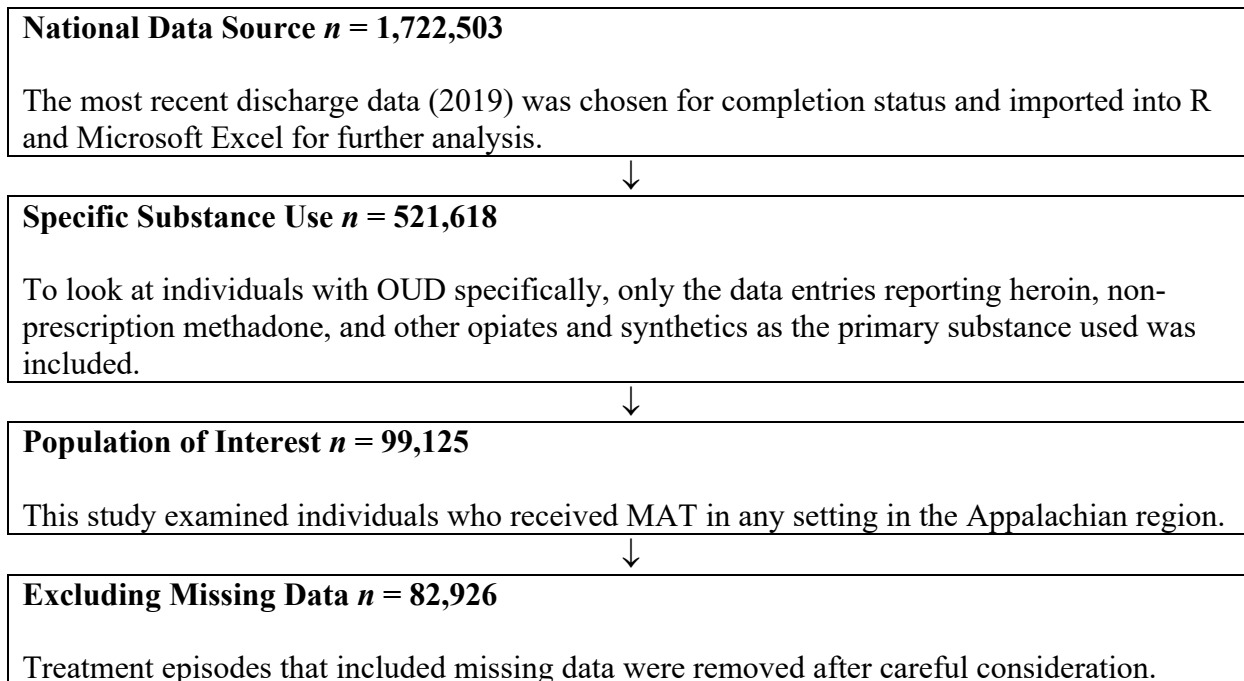 National Data Source n = 1,722,503
The most recent discharge data (2019) was chosen for completion status and imported into R
and Microsoft Excel for further analysis.
↓
Specific Substance Use n = 521,618
To look at individuals with OUD specifically, only the data entries reporting heroin, non-
prescription methadone, and other opiates and synthetics as the primary substance used was
included.
↓
Population of Interest n = 99,125
This study examined individuals who received MAT in any setting in the Appalachian region.
↓
Excluding Missing Data n = 82,926
Treatment episodes that included missing data were removed after careful consideration.